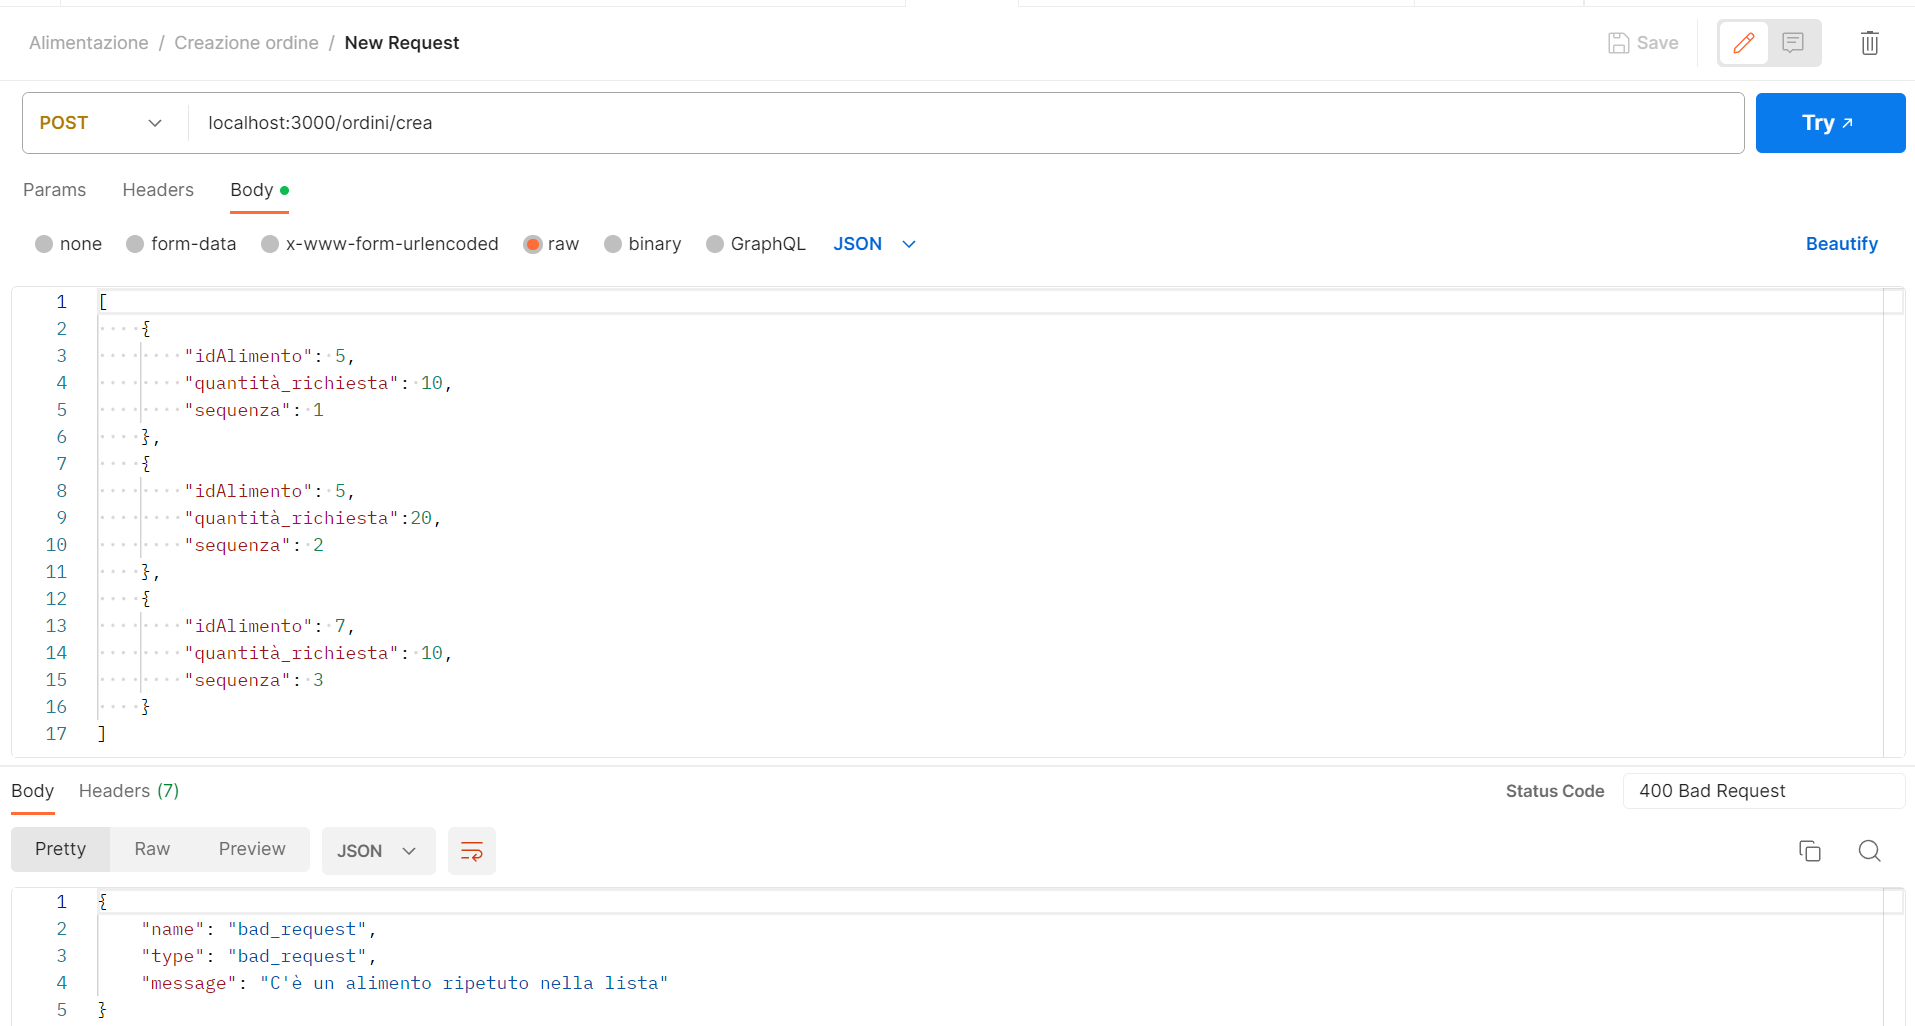 Alimentazione / Creazione ordine / New Request
Save
POST
localhost:3000/ordini/crea
Try
Params Headers Body
none form-data x-www-form-urlencoded raw binary GraphQL JSON
Beautify
1 [
2 {
3 "idAlimento": 5,
4 "quantità_richiesta": 10,
5 "sequenza": 1
6 },
7 {
8 "idAlimento": 5,
9 "quantità_richiesta":20,
10 "sequenza": 2
11 },
12 {
13 "idAlimento": 7,
14 "quantità_richiesta": 10,
15 "sequenza": 3
16 }
17 ]
Body Headers (7)
Status Code 400 Bad Request
Pretty Raw Preview JSON
1 {
2 "name": "bad_request",
3 "type": "bad_request",
4 "message": "C'è un alimento ripetuto nella lista"
5 }